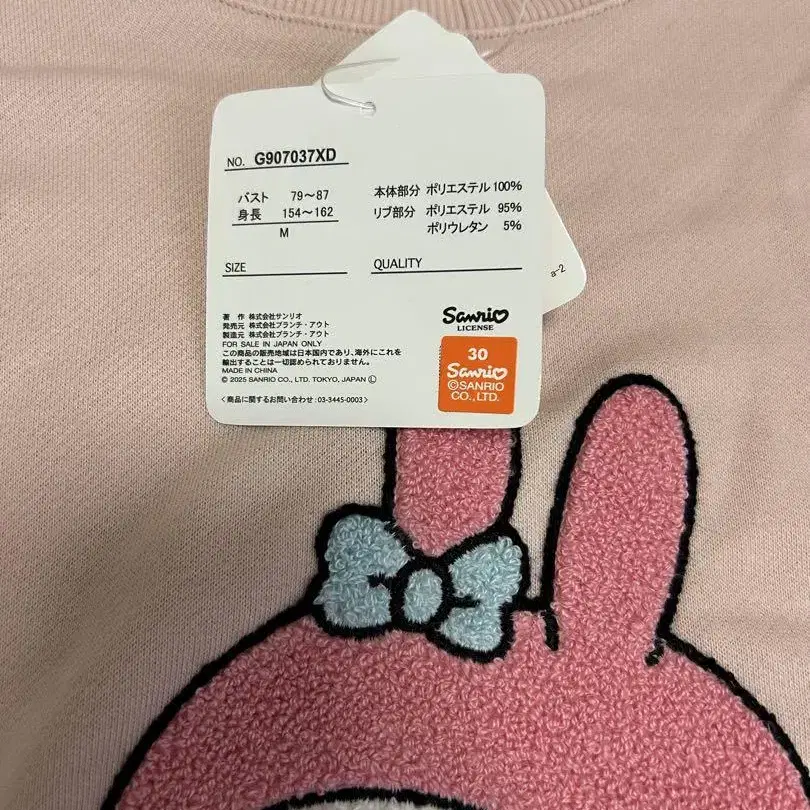 NO. G907037XD
バスト 79～87
身長 154～162
M
SIZE
本体部分 ポリエステル 100%
リブ部分 ポリエステル 95%
ポリウレタン 5%
QUALITY
著 作 株式会社サンリオ
発売元 株式会社ブランチ・アウト
製造元 株式会社ブランチ・アウト
FOR SALE IN JAPAN ONLY
この商品の販売地域は日本国内であり、海外にこれを
輸出することは一切認められておりません。
MADE IN CHINA
© 2025 SANRIO CO., LTD. TOKYO, JAPAN Ⓛ
〈商品に関するお問い合わせ：03-3445-0003〉
Sanrio
LICENSE
30
Sanrio
©SANRIO
CO., LTD.
a-2